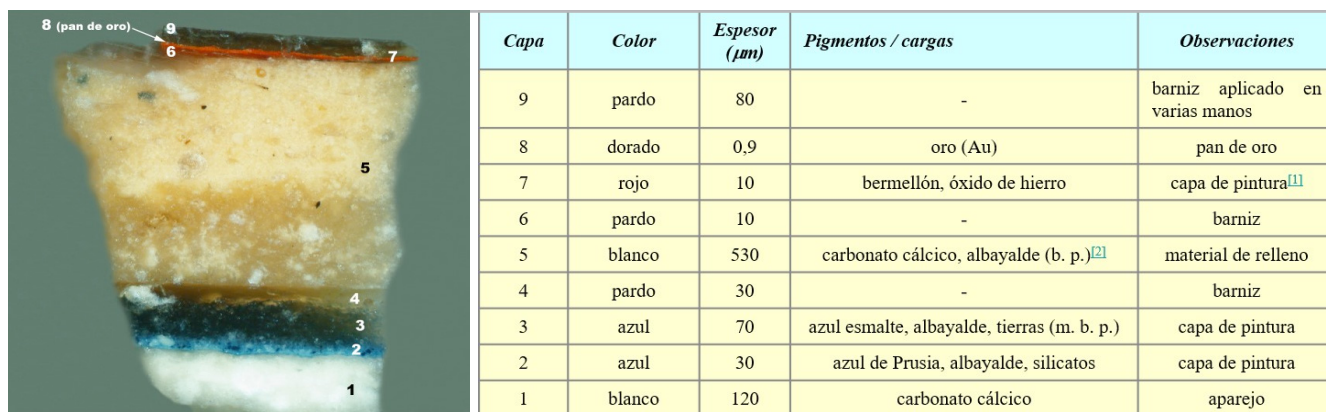 8 (pan de oro)
9
6
7
5
4
3
2
1
Capa Color Espesor (μm) Pigmentos / cargas Observaciones
9 pardo 80 - barniz aplicado en varias manos
8 dorado 0,9 oro (Au) pan de oro
7 rojo 10 bermellón, óxido de hierro capa de pintura[1]
6 pardo 10 - barniz
5 blanco 530 carbonato cálcico, albayalde (b. p.)[2] material de relleno
4 pardo 30 - barniz
3 azul 70 azul esmalte, albayalde, tierras (m. b. p.) capa de pintura
2 azul 30 azul de Prusia, albayalde, silicatos capa de pintura
1 blanco 120 carbonato cálcico aparejo